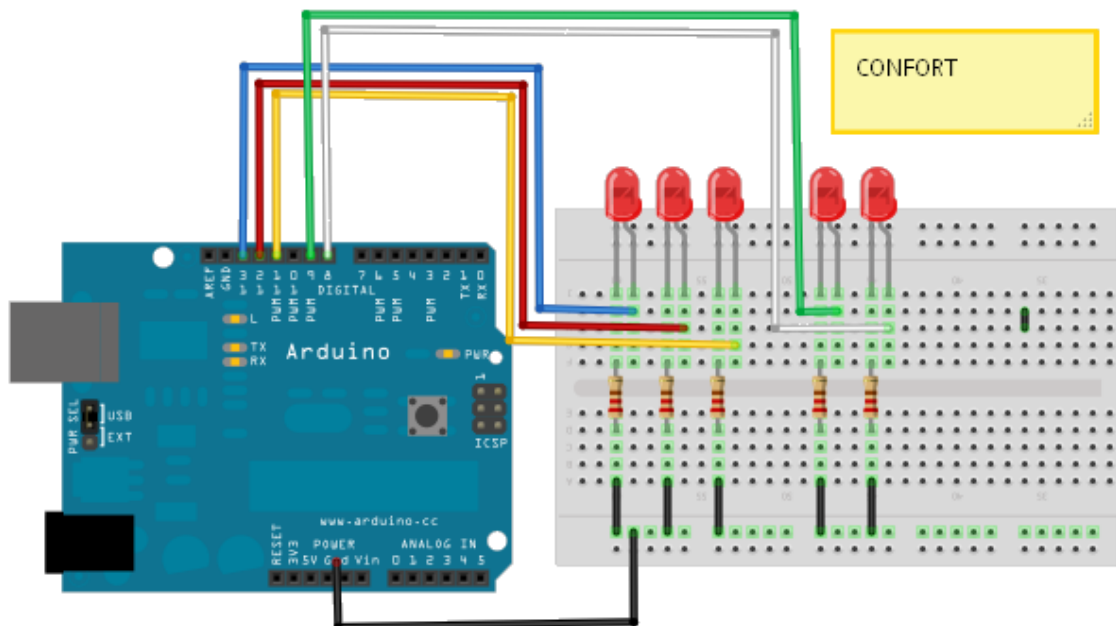 CONFORT
AREF
GND
13
12
PWM 11
PWM 10
PWM 9
8
7
PWM 6
PWM 5
4
PWM 3
2
TX 1
RX 0
DIGITAL
L
TX
RX
Arduino
PWR
1
ICSP
PWR SEL
USB
EXT
www.arduino.cc
POWER
ANALOG IN
RESET
3V3
5V
Gnd
Vin
0 1 2 3 4 5